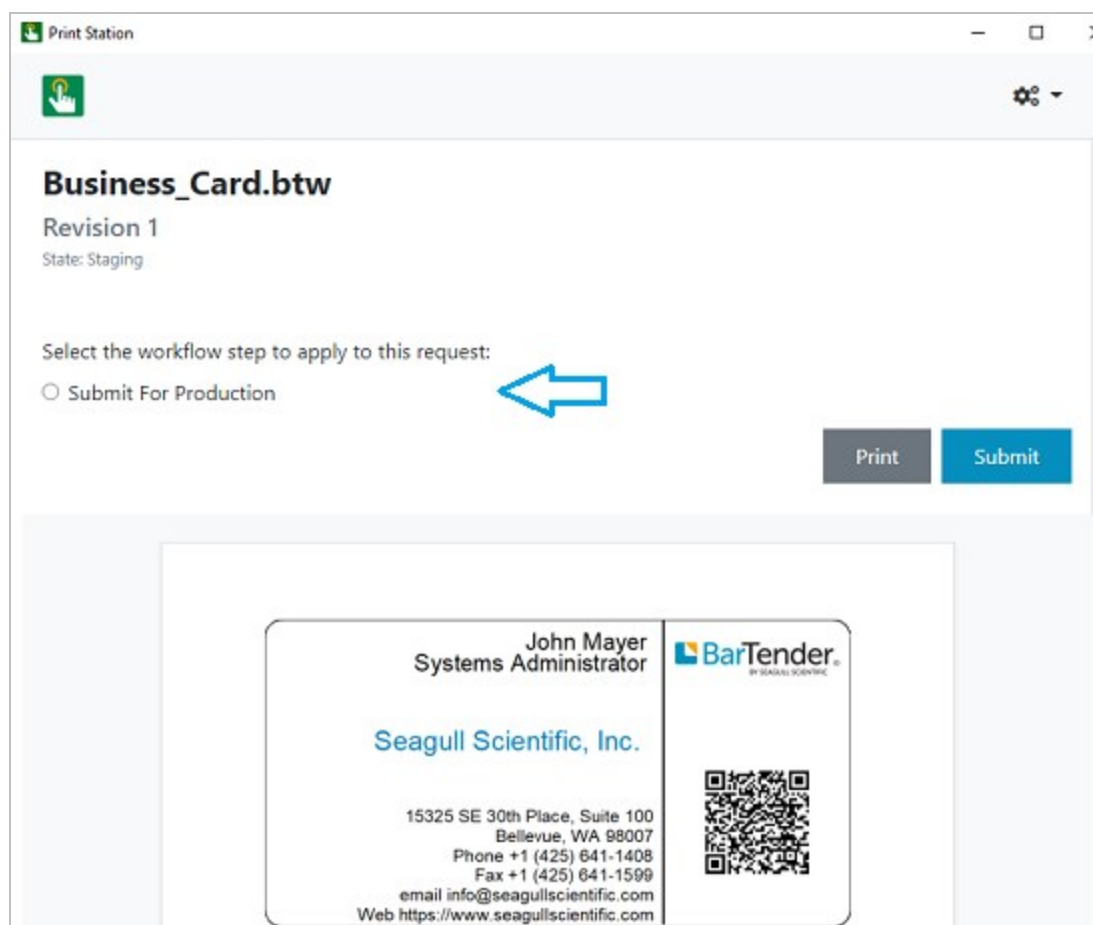 Print Station
Business_Card.btw
Revision 1
State: Staging
Select the workflow step to apply to this request:
Submit For Production
Print
Submit
John Mayer
Systems Administrator
BarTender®
BY SEAGULL SCIENTIFIC
Seagull Scientific, Inc.
15325 SE 30th Place, Suite 100
Bellevue, WA 98007
Phone +1 (425) 641-1408
Fax +1 (425) 641-1599
email info@seagullscientific.com
Web https://www.seagullscientific.com